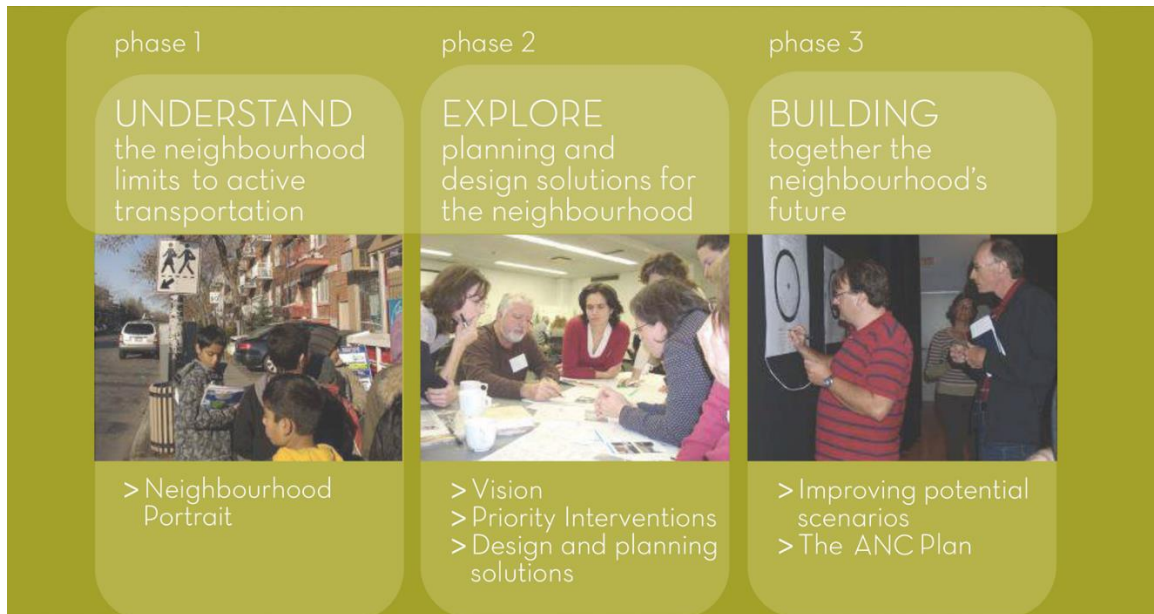 phase 1
UNDERSTAND
the neighbourhood
limits to active
transportation
> Neighbourhood
Portrait
phase 2
EXPLORE
planning and
design solutions for
the neighbourhood
> Vision
> Priority Interventions
> Design and planning
solutions
phase 3
BUILDING
together the
neighbourhood's
future
> Improving potential
scenarios
> The ANC Plan